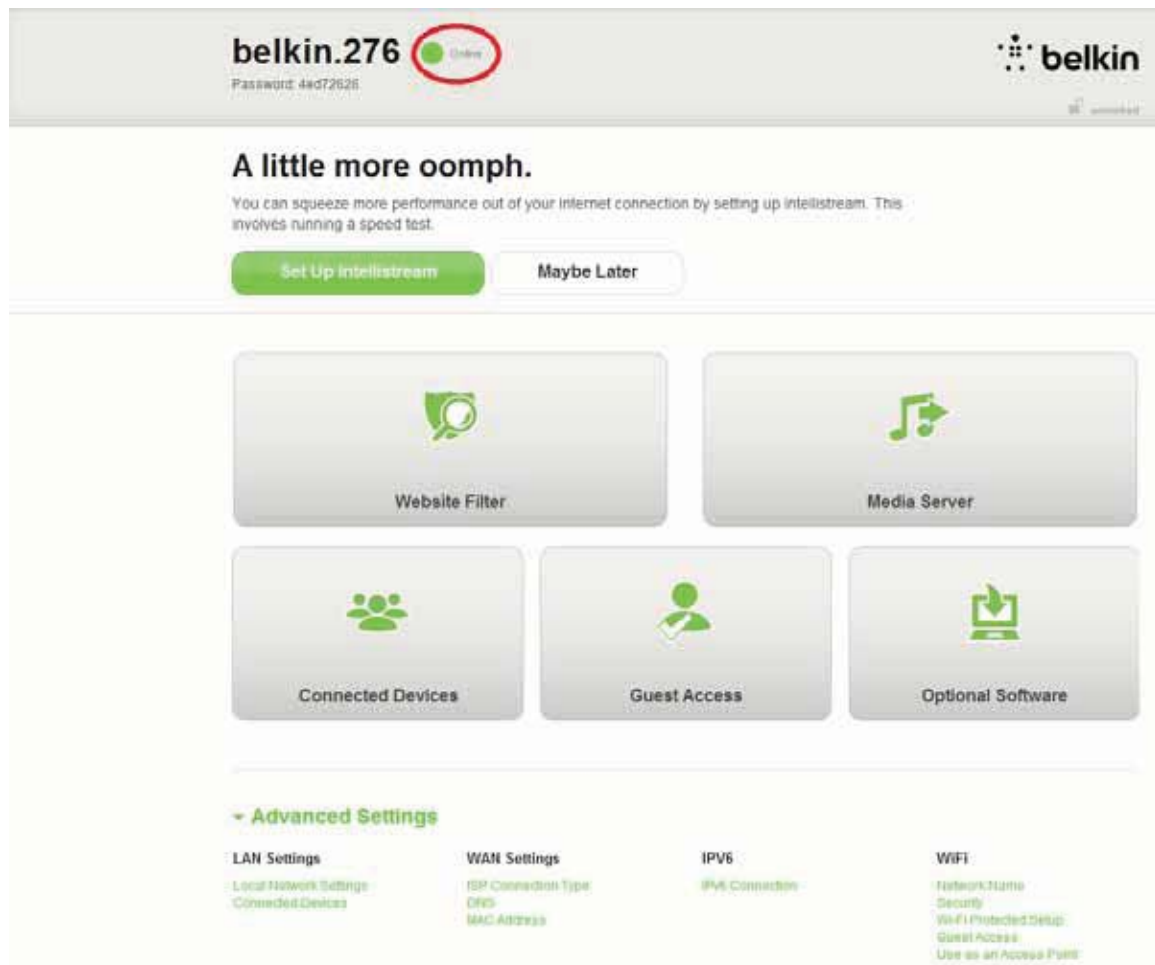 belkin.276 Online
Password: 4ed72626
belkin
unlocked
A little more oomph.
You can squeeze more performance out of your internet connection by setting up intellistream. This
involves running a speed test.
Set Up Intellistream
Maybe Later
Website Filter
Media Server
Connected Devices
Guest Access
Optional Software
Advanced Settings
LAN Settings
Local Network Settings
Connected Devices
WAN Settings
ISP Connection Type
DNS
MAC Address
IPV6
IPV6 Connection
WiFi
Network Name
Security
Wi-Fi Protected Setup
Guest Access
Use as an Access Point